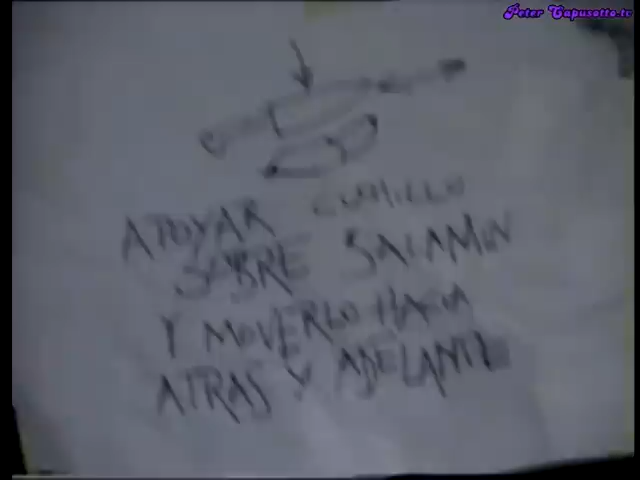 Peter Capusotto.tv
APOYAR CUCHILLO
SOBRE SALAMIN
Y MOVERLO HACIA
ATRAS Y ADELANTE